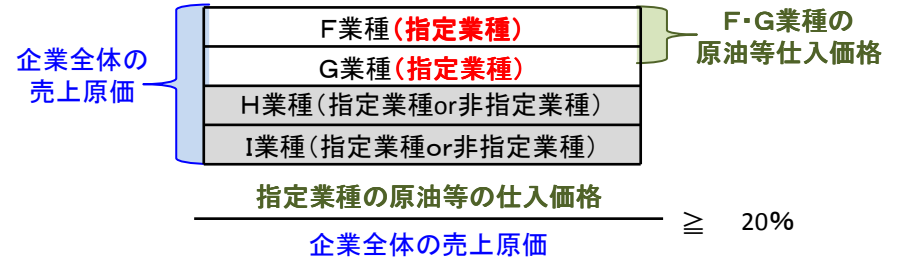 F業種(指定業種)
G業種(指定業種)
H業種(指定業種or非指定業種)
I業種(指定業種or非指定業種)
企業全体の
売上原価
F・G業種の
原油等仕入価格
指定業種の原油等の仕入価格
企業全体の売上原価
≧ 20%